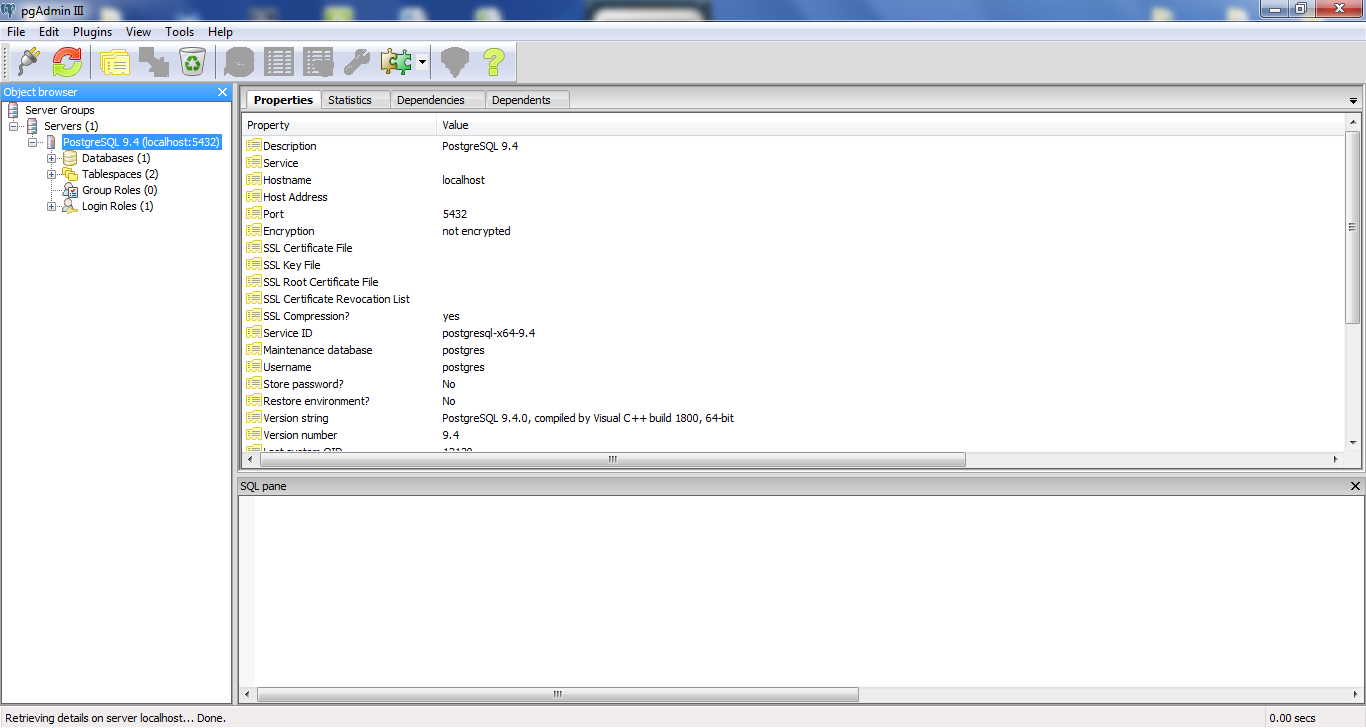 pgAdmin III
File Edit Plugins View Tools Help
Object browser
Server Groups
Servers (1)
PostgreSQL 9.4 (localhost:5432)
Databases (1)
Tablespaces (2)
Group Roles (0)
Login Roles (1)
Properties Statistics Dependencies Dependents
Property Value
Description PostgreSQL 9.4
Service
Hostname localhost
Host Address
Port 5432
Encryption not encrypted
SSL Certificate File
SSL Key File
SSL Root Certificate File
SSL Certificate Revocation List
SSL Compression? yes
Service ID postgresql-x64-9.4
Maintenance database postgres
Username postgres
Store password? No
Restore environment? No
Version string PostgreSQL 9.4.0, compiled by Visual C++ build 1800, 64-bit
Version number 9.4
Last system OID
SQL pane
Retrieving details on server localhost... Done. 0.00 secs